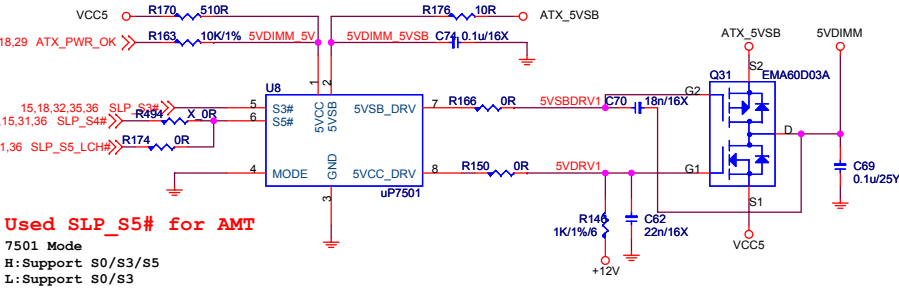 VCC5 R170 510R R176 10R ATX_5VSB
18,29 ATX_PWR_OK R163 10K/1% 5VDIMM_5V 5VDIMM_5VSB C74 0.1u/16X
ATX_5VSB 5VDIMM
S2
Q31 EMA60D03A
U8
1 2
15,18,32,35,36 SLP_S3# 5 S3# 5VCC 5VSB 5VSB_DRV 7 R166 0R 5VSBDRV1 C70 18n/16X G2
R494 X_0R
15,31,36 SLP_S4# 6 S5#
D
R174 0R
1,36 SLP_S5_LCH#
4 MODE GND 5VCC_DRV 8 R150 0R 5VDRV1 G1
C69
0.1u/25Y
uP7501
3
S1
R146 C62
1K/1%/6 22n/16X
VCC5
+12V
Used SLP_S5# for AMT
7501 Mode
H:Support S0/S3/S5
L:Support S0/S3